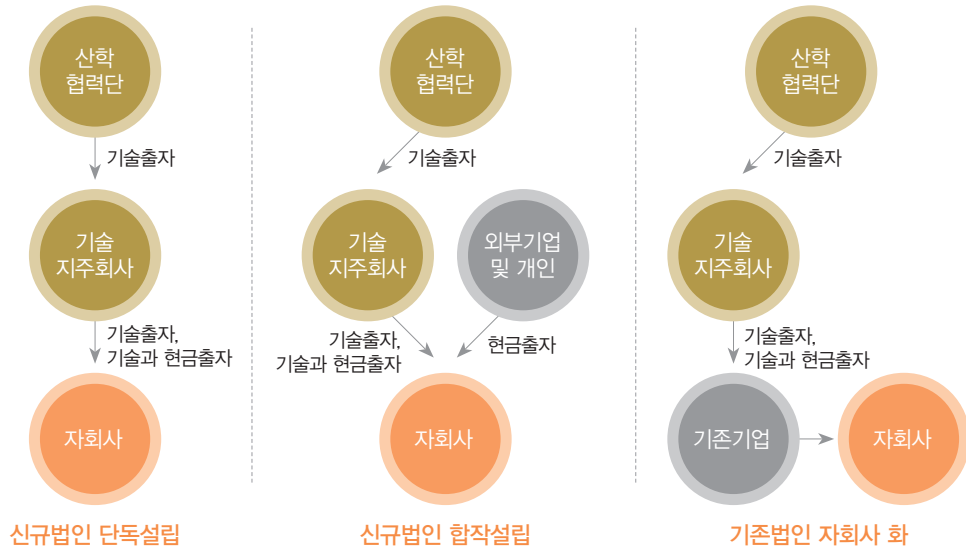 산학
협력단
기술출자
기술
지주회사
기술출자,
기술과 현금출자
자회사
신규법인 단독설립
산학
협력단
기술출자
기술
지주회사
외부기업
및 개인
기술출자,
기술과 현금출자
현금출자
자회사
신규법인 합작설립
산학
협력단
기술출자
기술
지주회사
기술출자,
기술과 현금출자
기존기업
자회사
기존법인 자회사 화